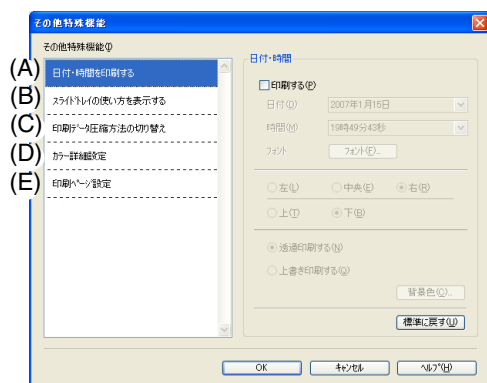 その他特殊機能
その他特殊機能(I)
(A) 日付・時間を印刷する
(B) ｽﾗｲﾄﾞﾄﾚｲの使い方を表示する
(C) 印刷ﾃﾞｰﾀ圧縮方法の切り替え
(D) ｶﾗｰ詳細設定
(E) 印刷ﾍﾟｰｼﾞ設定
日付・時間
印刷する(P)
日付(D) 2007年1月15日
時間(M) 19時49分43秒
ﾌｫﾝﾄ ﾌｫﾝﾄ(F)...
左(L) 中央(E) 右(R)
上(T) 下(B)
透過印刷する(N)
上書き印刷する(O)
背景色(C)...
標準に戻す(U)
OK ｷｬﾝｾﾙ ﾍﾙﾌﾟ(H)